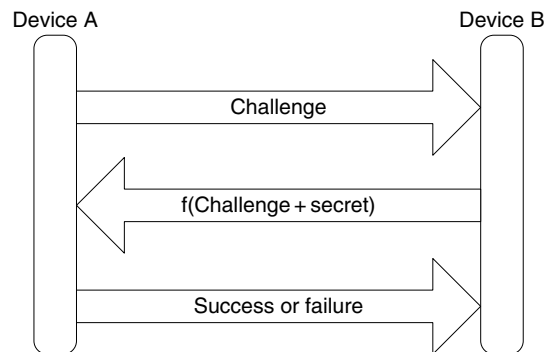 Device A
Device B
Challenge
f(Challenge + secret)
Success or failure